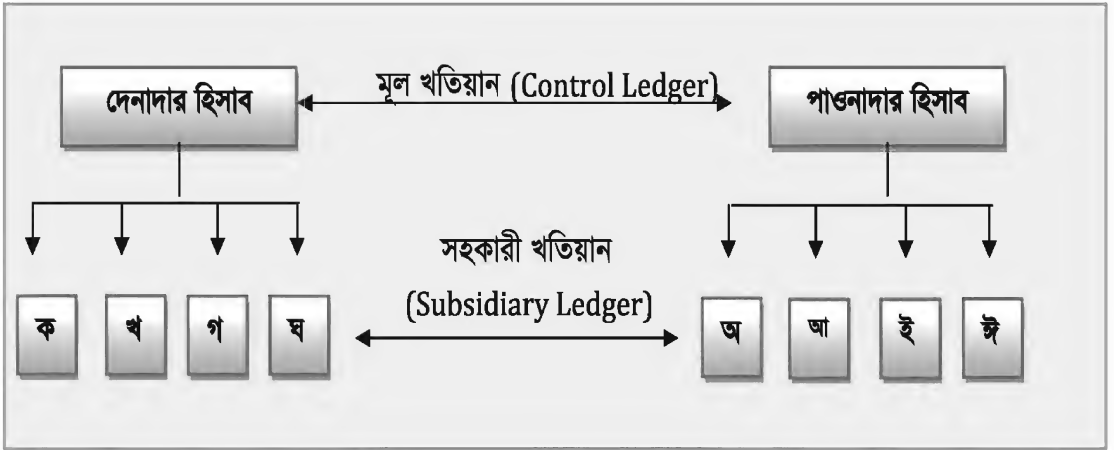 দেনাদার হিসাব
মূল খতিয়ান (Control Ledger)
পাওনাদার হিসাব
সহকারী খতিয়ান
(Subsidiary Ledger)
ক
খ
গ
ঘ
অ
আ
ই
ঈ